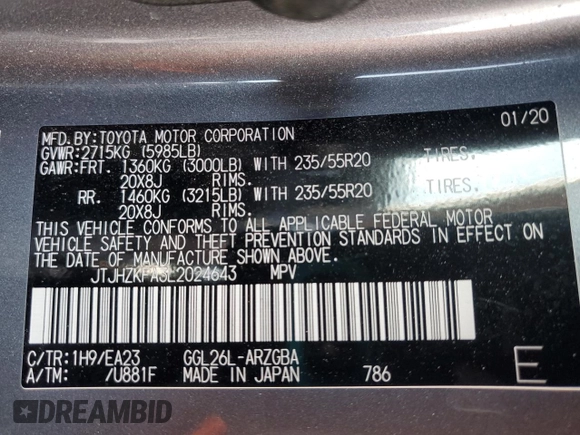 01/20
MFD.BY:TOYOTA MOTOR CORPORATION
GVWR:2715KG (5985LB)
GAWR:FRT. 1360KG (3000LB) WITH 235/55R20 TIRES.
20X8J RIMS.
RR. 1460KG (3215LB) WITH 235/55R20 TIRES.
20X8J RIMS.
THIS VEHICLE CONFORMS TO ALL APPLICABLE FEDERAL MOTOR
VEHICLE SAFETY AND THEFT PREVENTION STANDARDS IN EFFECT ON
THE DATE OF MANUFACTURE SHOWN ABOVE.
JTJHZKFA3L2024643 MPV
C/TR:1H9/EA23 GGL26L-ARZGBA
A/TM: /U881F MADE IN JAPAN 786
E
DREAMBID